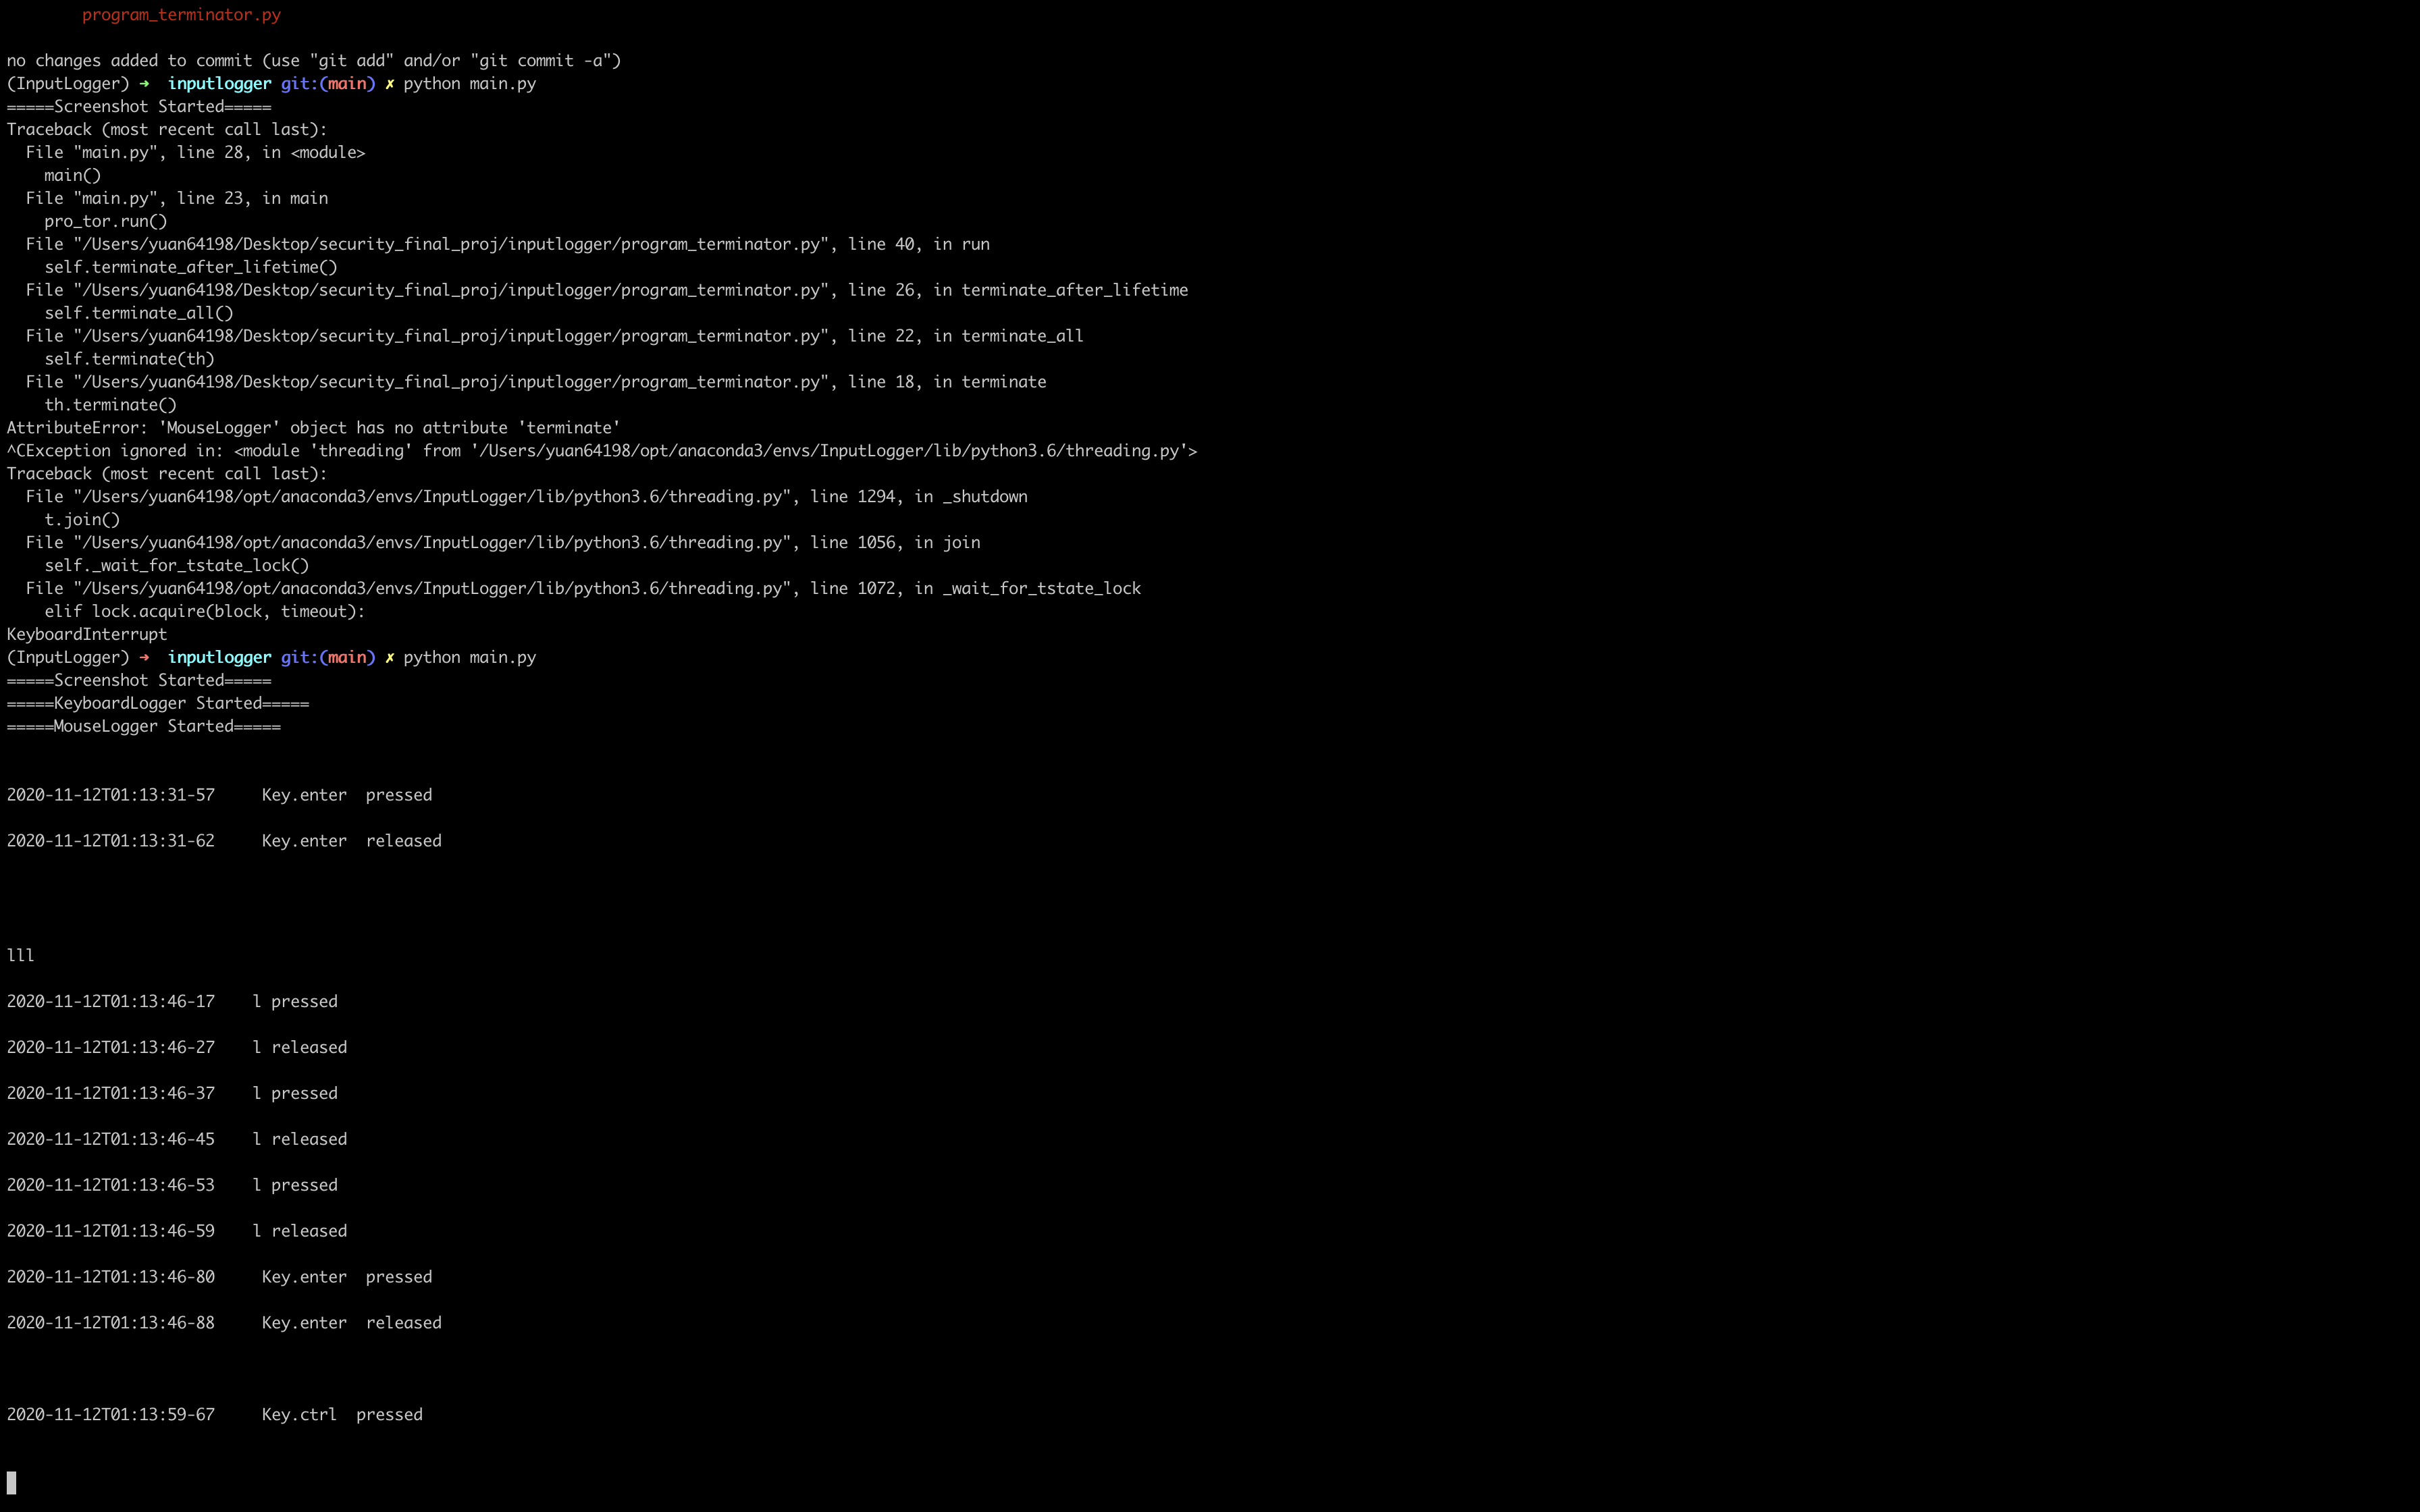 program_terminator.py
no changes added to commit (use "git add" and/or "git commit -a")
(InputLogger) ➜  inputlogger git:(main) ✗ python main.py
=====Screenshot Started=====
Traceback (most recent call last):
  File "main.py", line 28, in <module>
    main()
  File "main.py", line 23, in main
    pro_tor.run()
  File "/Users/yuan64198/Desktop/security_final_proj/inputlogger/program_terminator.py", line 40, in run
    self.terminate_after_lifetime()
  File "/Users/yuan64198/Desktop/security_final_proj/inputlogger/program_terminator.py", line 26, in terminate_after_lifetime
    self.terminate_all()
  File "/Users/yuan64198/Desktop/security_final_proj/inputlogger/program_terminator.py", line 22, in terminate_all
    self.terminate(th)
  File "/Users/yuan64198/Desktop/security_final_proj/inputlogger/program_terminator.py", line 18, in terminate
    th.terminate()
AttributeError: 'MouseLogger' object has no attribute 'terminate'
^CException ignored in: <module 'threading' from '/Users/yuan64198/opt/anaconda3/envs/InputLogger/lib/python3.6/threading.py'>
Traceback (most recent call last):
  File "/Users/yuan64198/opt/anaconda3/envs/InputLogger/lib/python3.6/threading.py", line 1294, in _shutdown
    t.join()
  File "/Users/yuan64198/opt/anaconda3/envs/InputLogger/lib/python3.6/threading.py", line 1056, in join
    self._wait_for_tstate_lock()
  File "/Users/yuan64198/opt/anaconda3/envs/InputLogger/lib/python3.6/threading.py", line 1072, in _wait_for_tstate_lock
    elif lock.acquire(block, timeout):
KeyboardInterrupt
(InputLogger) ➜  inputlogger git:(main) ✗ python main.py
=====Screenshot Started=====
=====KeyboardLogger Started=====
=====MouseLogger Started=====
2020-11-12T01:13:31-57     Key.enter  pressed
2020-11-12T01:13:31-62     Key.enter  released
lll
2020-11-12T01:13:46-17    l pressed
2020-11-12T01:13:46-27    l released
2020-11-12T01:13:46-37    l pressed
2020-11-12T01:13:46-45    l released
2020-11-12T01:13:46-53    l pressed
2020-11-12T01:13:46-59    l released
2020-11-12T01:13:46-80     Key.enter  pressed
2020-11-12T01:13:46-88     Key.enter  released
2020-11-12T01:13:59-67     Key.ctrl  pressed